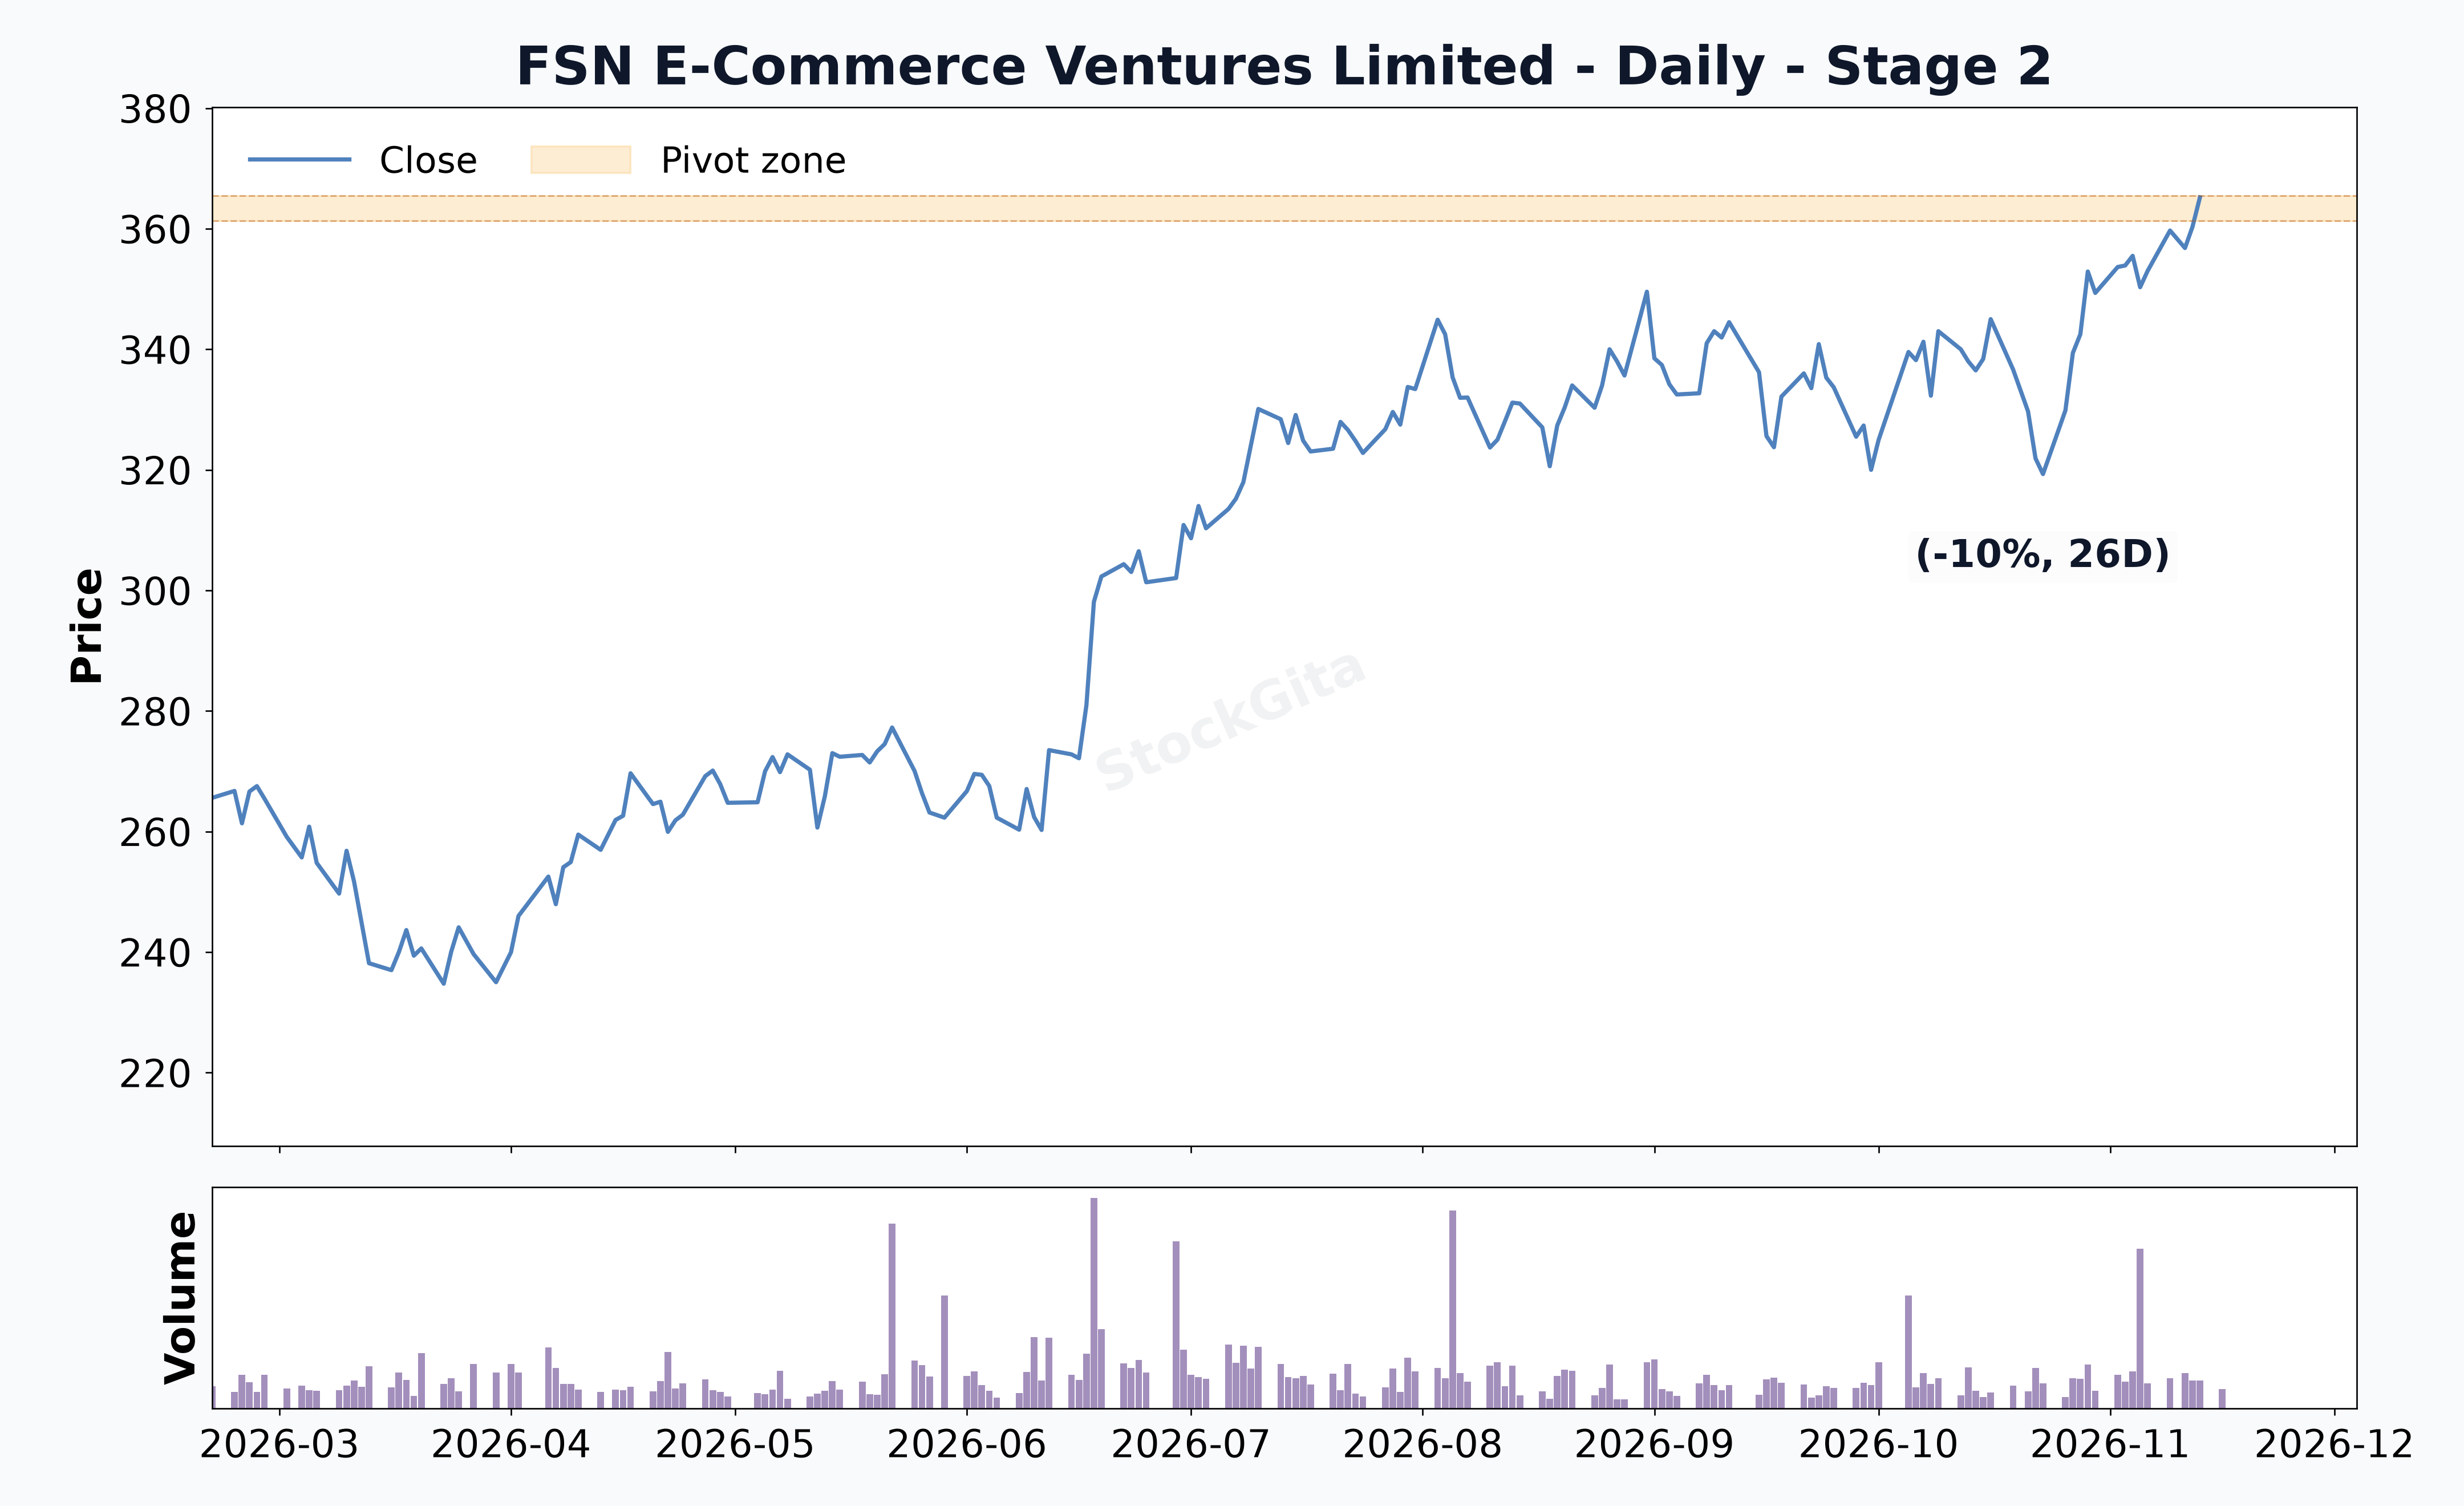 FSN E-Commerce Ventures Limited - Daily - Stage 2
Close
Pivot zone
Price
380
360
340
320
300
280
260
240
220
(-10%, 26D)
StockGita
Volume
2026-03
2026-04
2026-05
2026-06
2026-07
2026-08
2026-09
2026-10
2026-11
2026-12